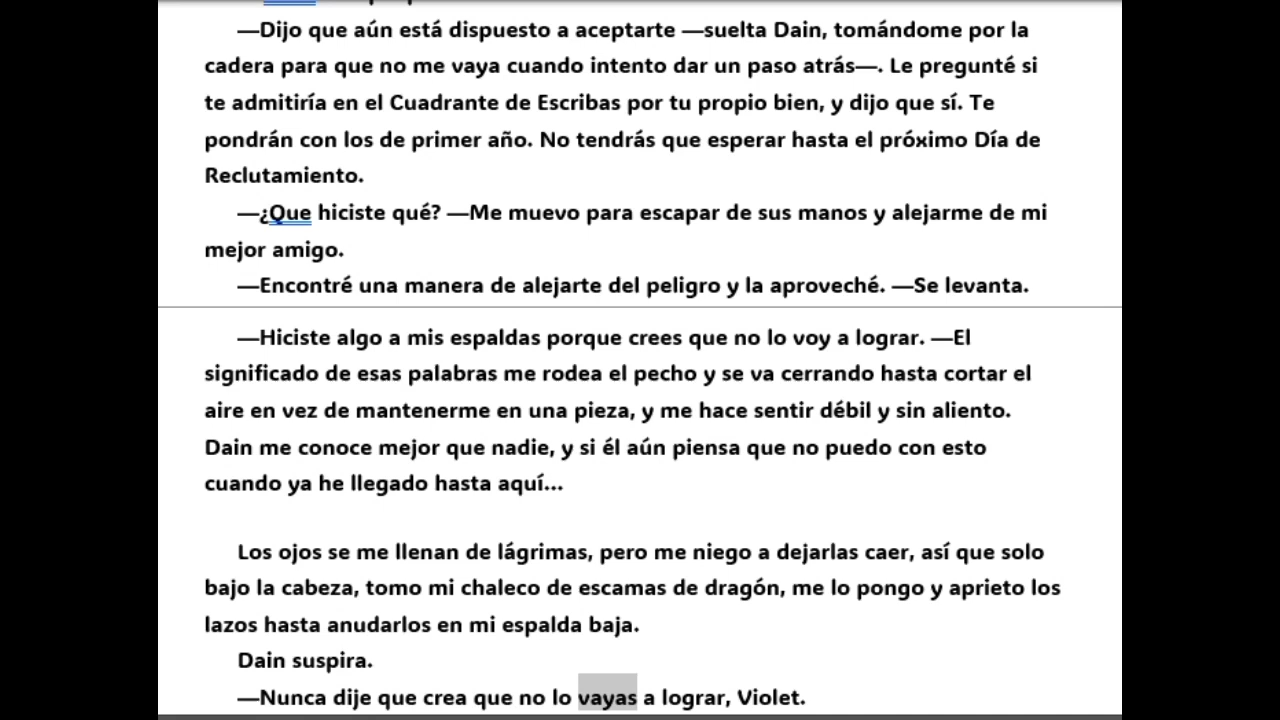 —Dijo que aún está dispuesto a aceptarte —suelta Dain, tomándome por la
cadera para que no me vaya cuando intento dar un paso atrás—. Le pregunté si
te admitiría en el Cuadrante de Escribas por tu propio bien, y dijo que sí. Te
pondrán con los de primer año. No tendrás que esperar hasta el próximo Día de
Reclutamiento.
—¿Que hiciste qué? —Me muevo para escapar de sus manos y alejarme de mi
mejor amigo.
—Encontré una manera de alejarte del peligro y la aproveché. —Se levanta.
—Hiciste algo a mis espaldas porque crees que no lo voy a lograr. —El
significado de esas palabras me rodea el pecho y se va cerrando hasta cortar el
aire en vez de mantenerme en una pieza, y me hace sentir débil y sin aliento.
Dain me conoce mejor que nadie, y si él aún piensa que no puedo con esto
cuando ya he llegado hasta aquí...
Los ojos se me llenan de lágrimas, pero me niego a dejarlas caer, así que solo
bajo la cabeza, tomo mi chaleco de escamas de dragón, me lo pongo y aprieto los
lazos hasta anudarlos en mi espalda baja.
Dain suspira.
—Nunca dije que crea que no lo vayas a lograr, Violet.